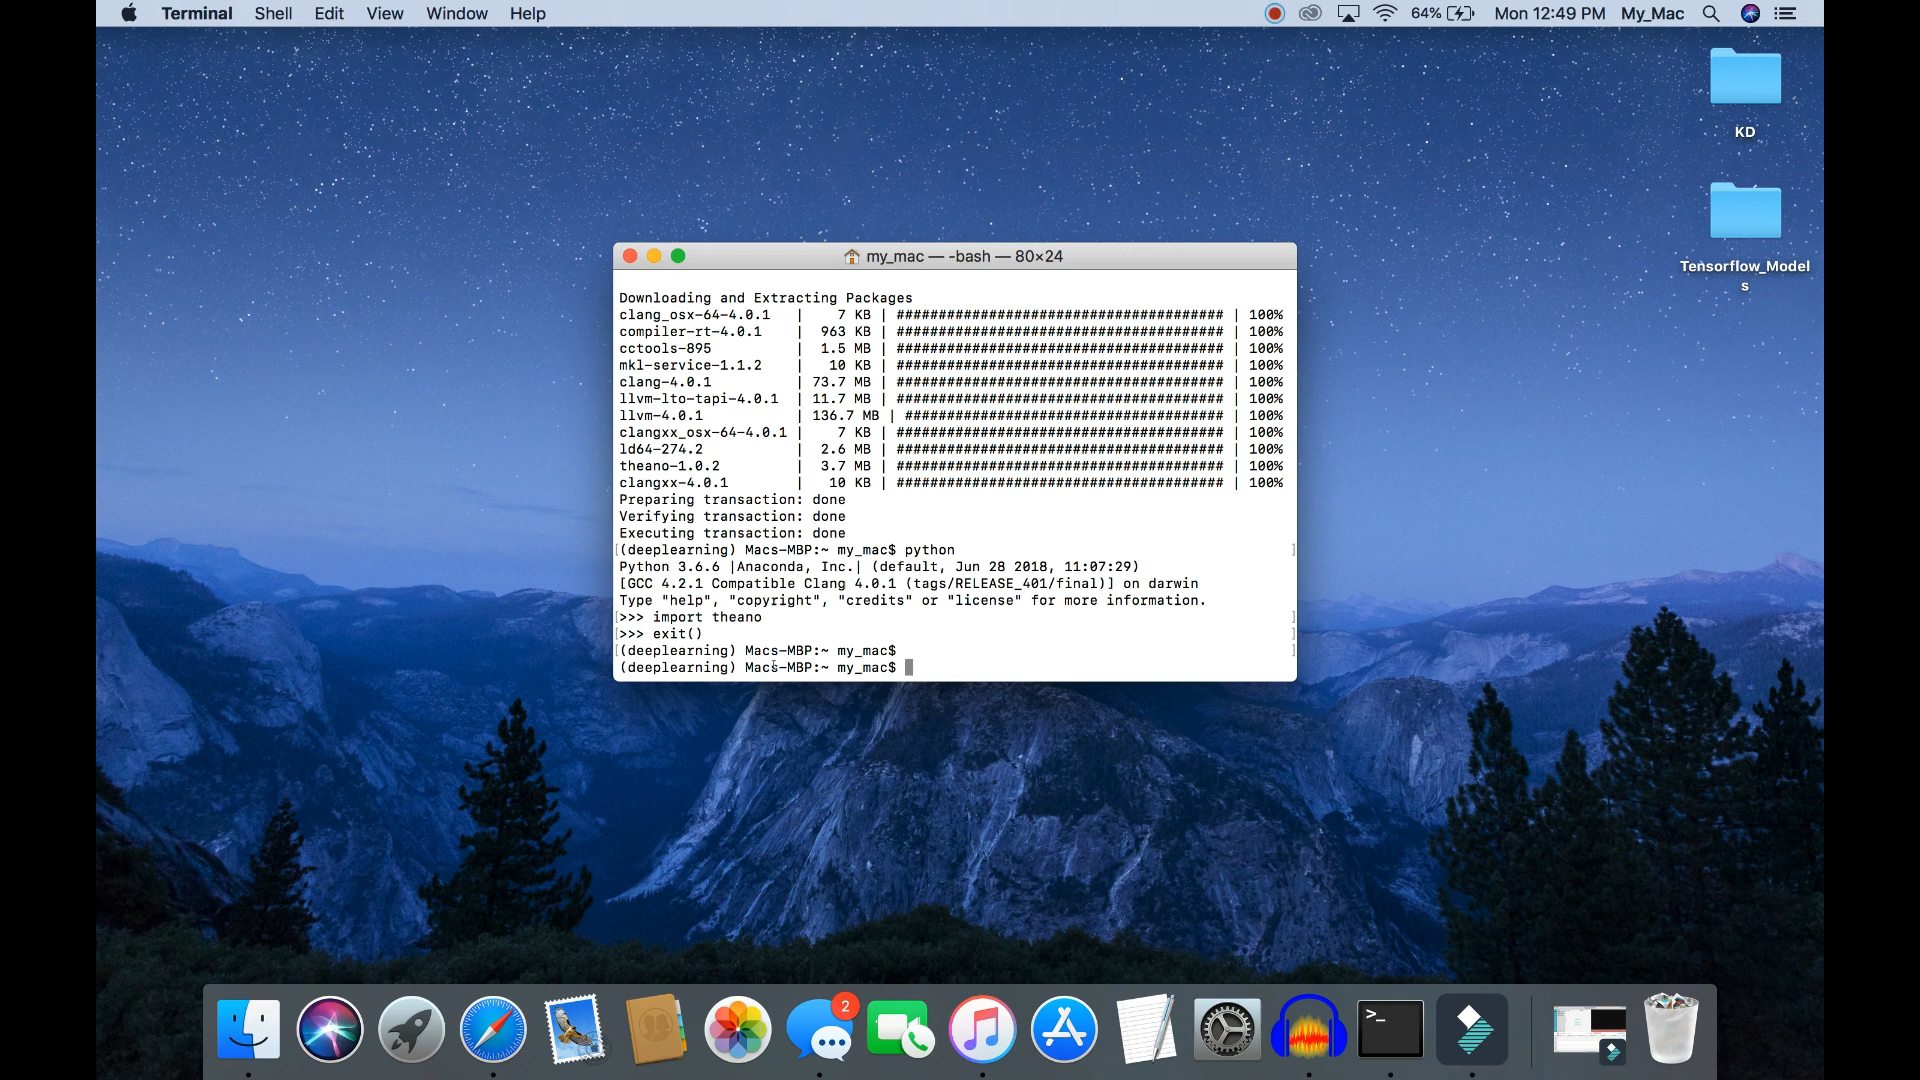 Terminal Shell Edit View Window Help 64% Mon 12:49 PM My_Mac
KD
Tensorflow_Model
s
my_mac — -bash — 80×24
Downloading and Extracting Packages
clang_osx-64-4.0.1 | 7 KB | ####################################### | 100%
compiler-rt-4.0.1 | 963 KB | ####################################### | 100%
cctools-895 | 1.5 MB | ####################################### | 100%
mkl-service-1.1.2 | 10 KB | ####################################### | 100%
clang-4.0.1 | 73.7 MB | ####################################### | 100%
llvm-lto-tapi-4.0.1 | 11.7 MB | ####################################### | 100%
llvm-4.0.1 | 136.7 MB | ###################################### | 100%
clangxx_osx-64-4.0.1 | 7 KB | ####################################### | 100%
ld64-274.2 | 2.6 MB | ####################################### | 100%
theano-1.0.2 | 3.7 MB | ####################################### | 100%
clangxx-4.0.1 | 10 KB | ####################################### | 100%
Preparing transaction: done
Verifying transaction: done
Executing transaction: done
[(deeplearning) Macs-MBP:~ my_mac$ python ]
Python 3.6.6 |Anaconda, Inc.| (default, Jun 28 2018, 11:07:29)
[GCC 4.2.1 Compatible Clang 4.0.1 (tags/RELEASE_401/final)] on darwin
Type "help", "copyright", "credits" or "license" for more information.
[>>> import theano ]
[>>> exit() ]
[(deeplearning) Macs-MBP:~ my_mac$ ]
(deeplearning) Macs-MBP:~ my_mac$
2
>_